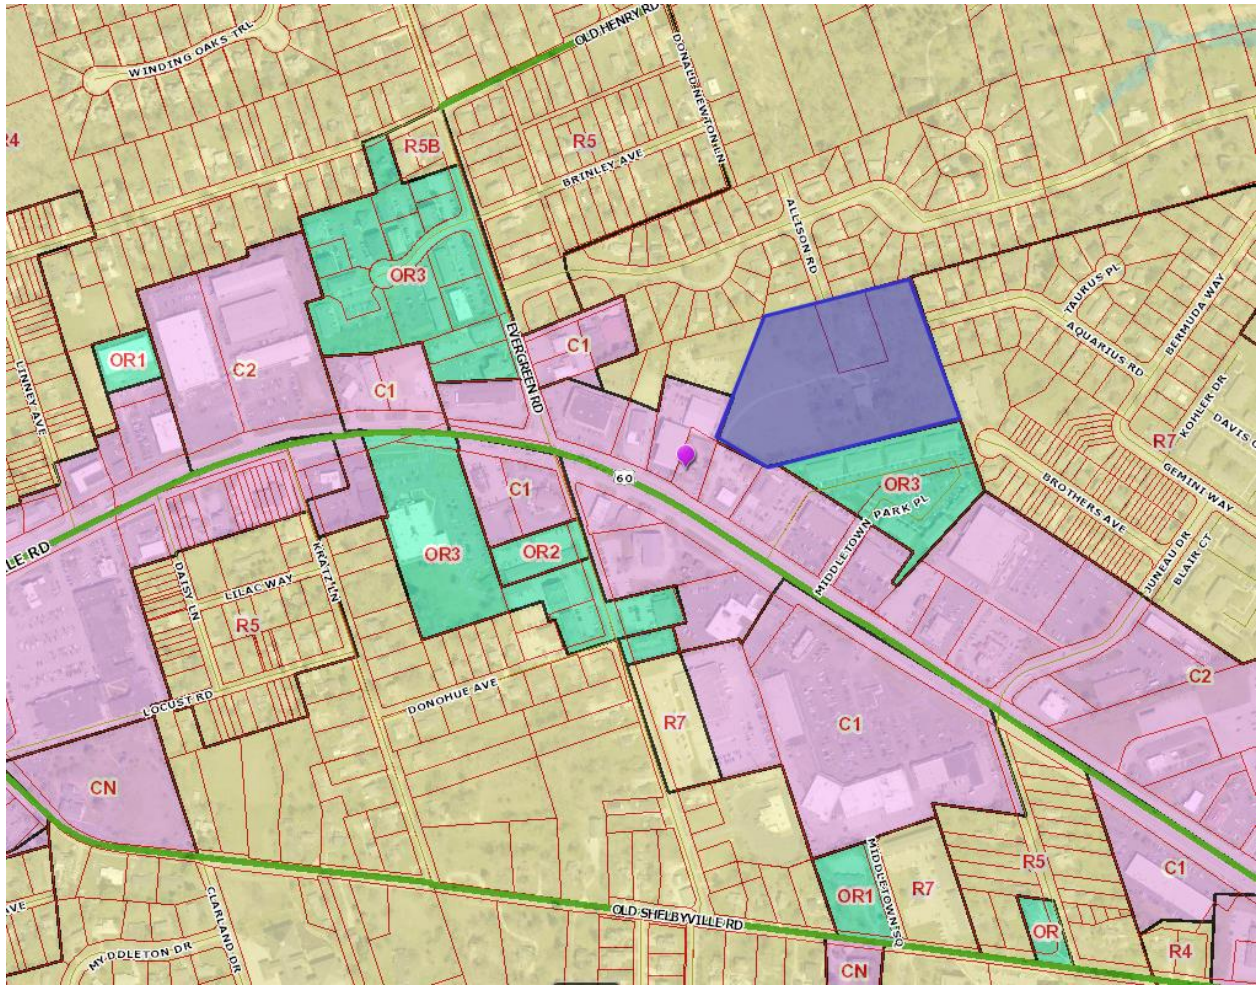 WINDING OAKS TRL
OLD HENRY RD
DONALD NEWTON LN
R4
R5B
R5
BRINLEY AVE
ALLISON RD
OR3
TAURUS PL
AQUARIUS RD
BERMUDA WAY
LINNEY AVE
OR1
C2
C1
EVERGREEN RD
C1
KOHLER DR
R7
GEMINI WAY
60
C1
OR3
BROTHERS AVE
MIDDLETOWN PARK PL
LE RD
OR3
OR2
JUNEAU DR
BLAIR CT
DAISY LN
LILAC WAY
KRATZ LN
R5
LOCUST RD
DONOHUE AVE
R7
C1
C2
CN
R5
C1
OR1
MIDDLETOWN SQ
R7
AVE
CLARLAND DR
OLD SHELBYVILLE RD
OR
MYDDLETON DR
CN
R4